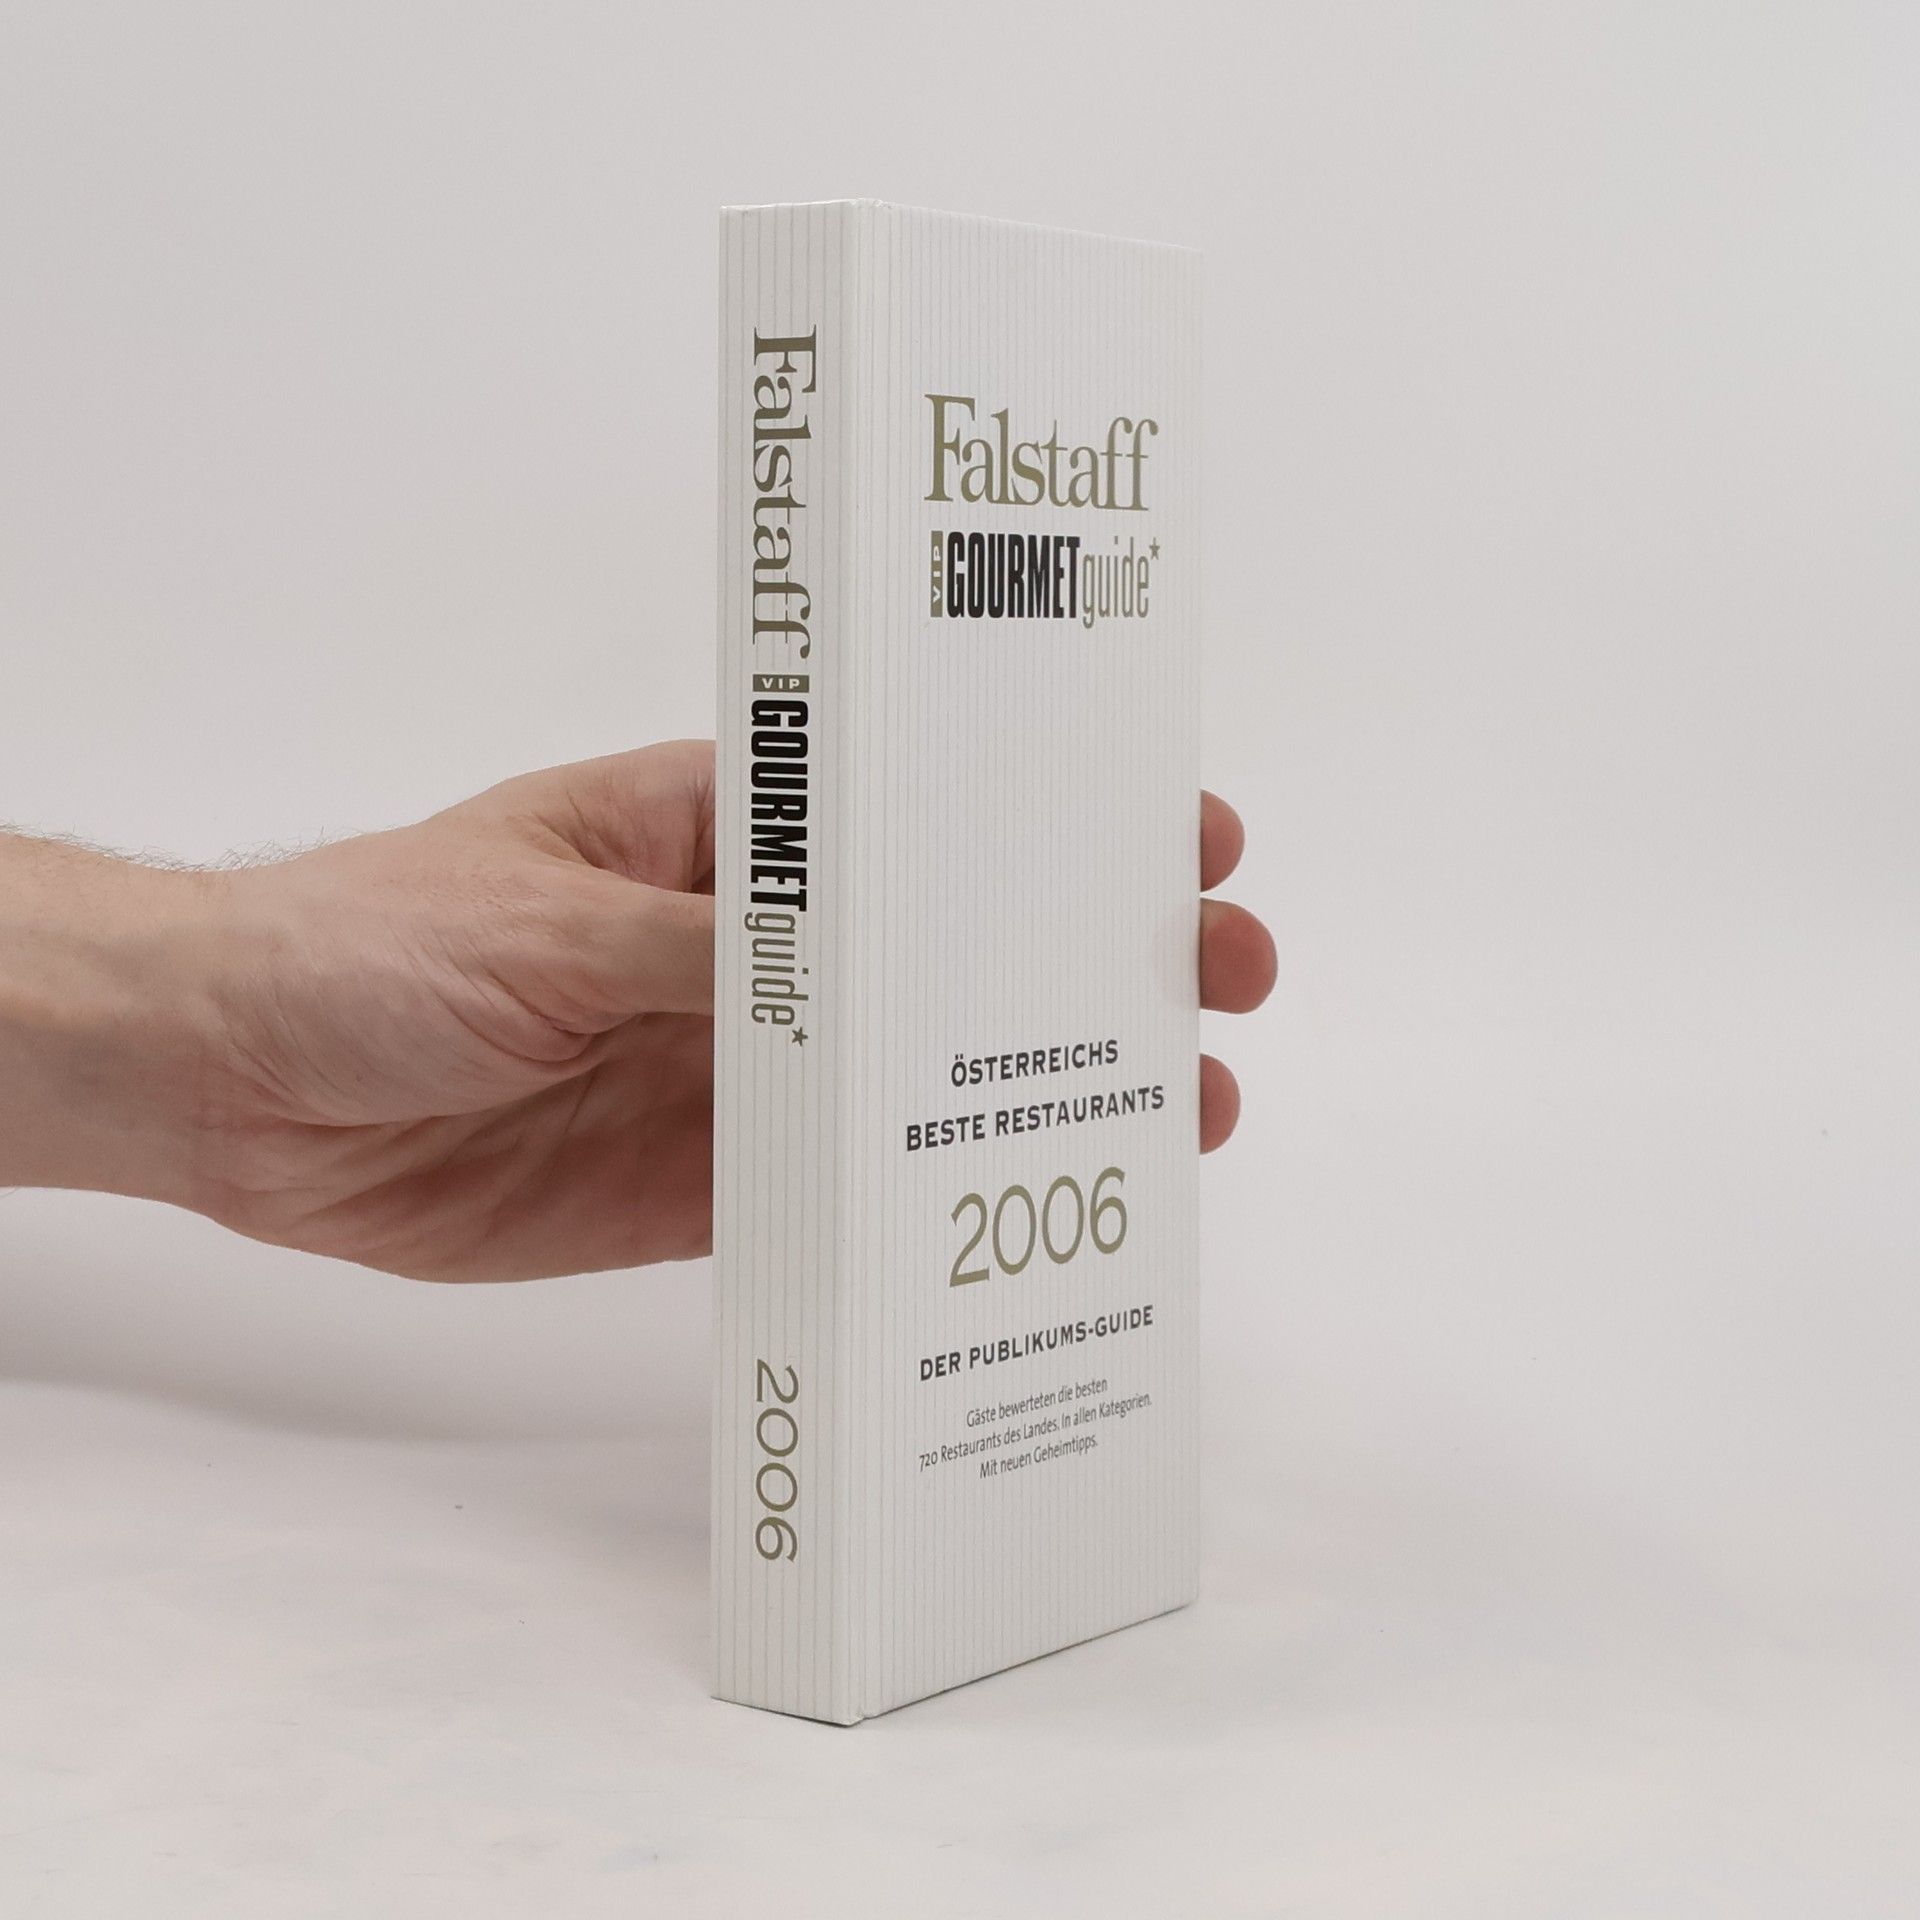 Falstaff VIP GOURMETguide* 2006
Falstaff
VIP GOURMETguide*
ÖSTERREICHS
BESTE RESTAURANTS
2006
DER PUBLIKUMS-GUIDE
Gäste bewerteten die besten
720 Restaurants des Landes. In allen Kategorien.
Mit neuen Geheimtipps.